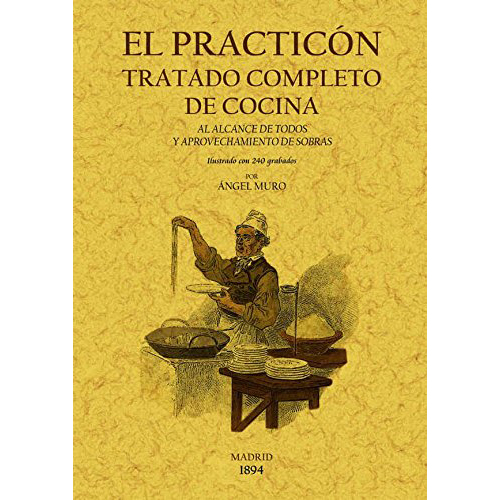 EL PRACTICÓN
TRATADO COMPLETO
DE COCINA
AL ALCANCE DE TODOS
Y APROVECHAMIENTO DE SOBRAS
Ilustrado con 240 grabados
POR
ÁNGEL MURO
MADRID
1894